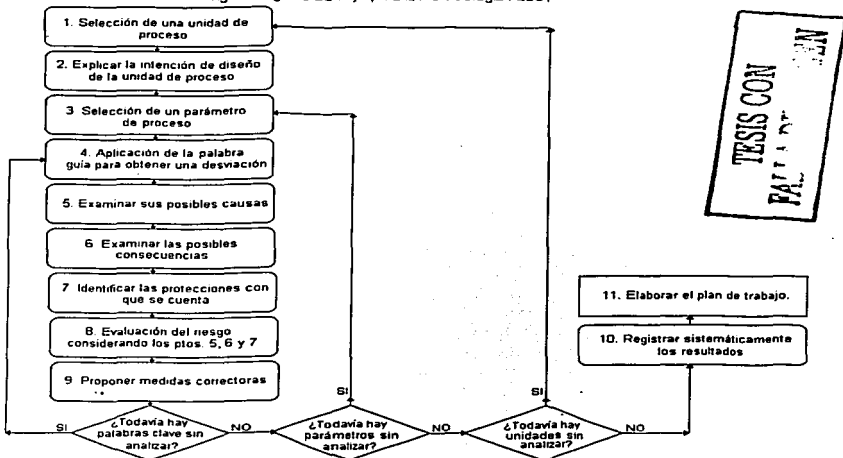 1. Selección de una unidad de
proceso
2. Explicar la intención de diseño
de la unidad de proceso
3 Selección de un parámetro
de proceso
4. Aplicación de la palabra
guía para obtener una desviación
5. Examinar sus posibles causas
6 Examinar las posibles
consecuencias
7 Identificar las protecciones con
que se cuenta
8. Evaluación del riesgo
considerando los ptos. 5, 6 y 7
9 Proponer medidas correctoras
SI
¿Todavía hay
palabras clave sin
analizar?
NO
SI
¿Todavía hay
parámetros sin
analizar?
NO
SI
¿Todavía hay
unidades sin
analizar?
NO
11. Elaborar el plan de trabajo.
10. Registrar sistemáticamente
los resultados
TESIS CON